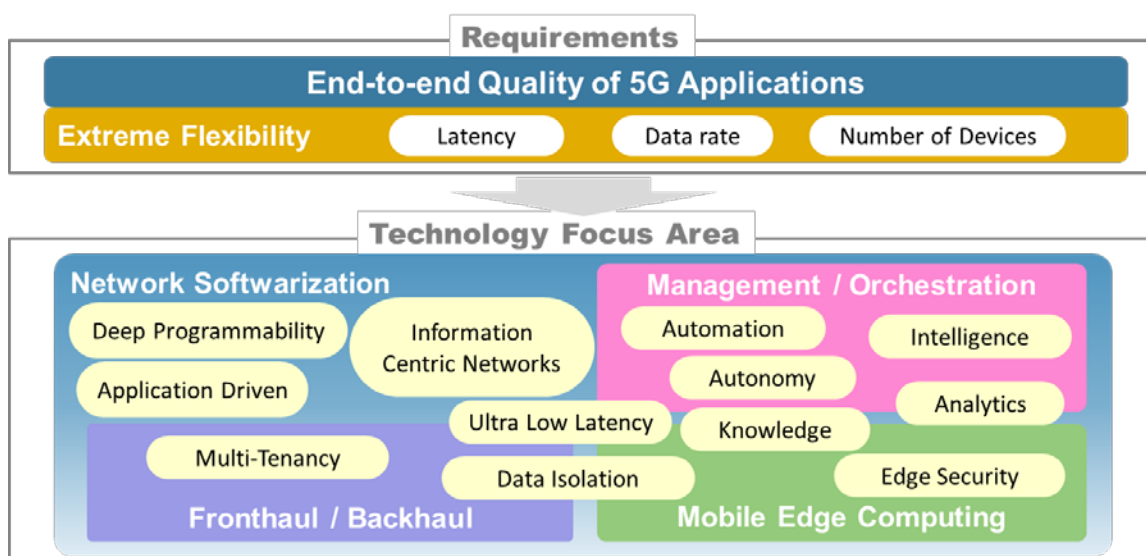 Requirements
End-to-end Quality of 5G Applications
Extreme Flexibility
Latency
Data rate
Number of Devices
Technology Focus Area
Network Softwarization
Management / Orchestration
Deep Programmability
Information
Centric Networks
Automation
Intelligence
Application Driven
Autonomy
Analytics
Ultra Low Latency
Knowledge
Multi-Tenancy
Data Isolation
Edge Security
Fronthaul / Backhaul
Mobile Edge Computing